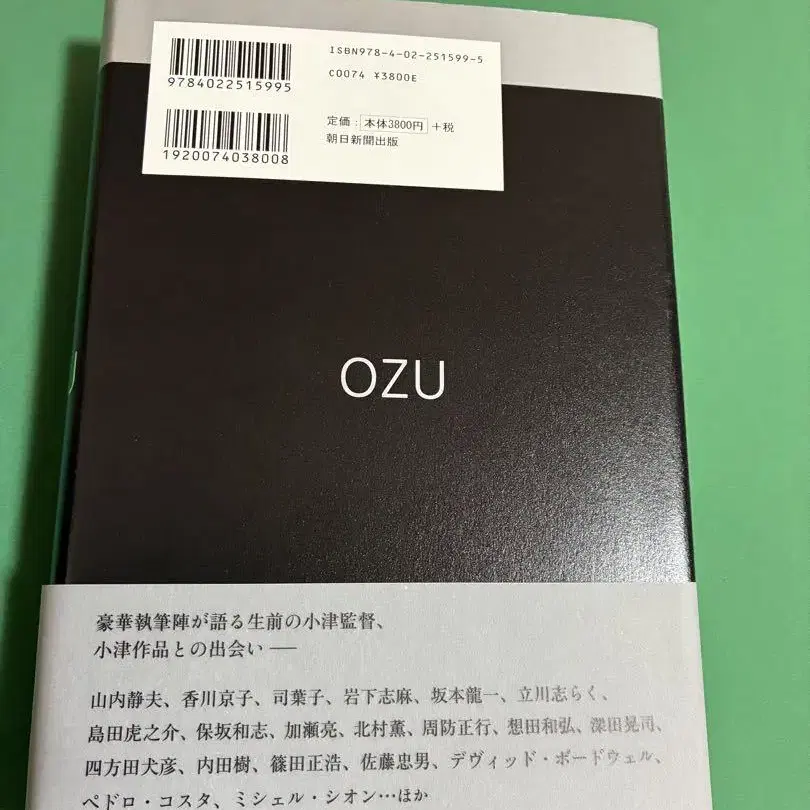 ISBN978-4-02-251599-5
9784022515995
C0074 ¥3800E
定価：本体3800円＋税
朝日新聞出版
1920074038008
OZU
豪華執筆陣が語る生前の小津監督、
小津作品との出会い──
山内静夫、香川京子、司葉子、岩下志麻、坂本龍一、立川志らく、
島田虎之介、保坂和志、加瀬亮、北村薫、周防正行、想田和弘、深田晃司、
四方田犬彦、内田樹、篠田正浩、佐藤忠男、デヴィッド・ボードウェル、
ペドロ・コスタ、ミシェル・シオン…ほか